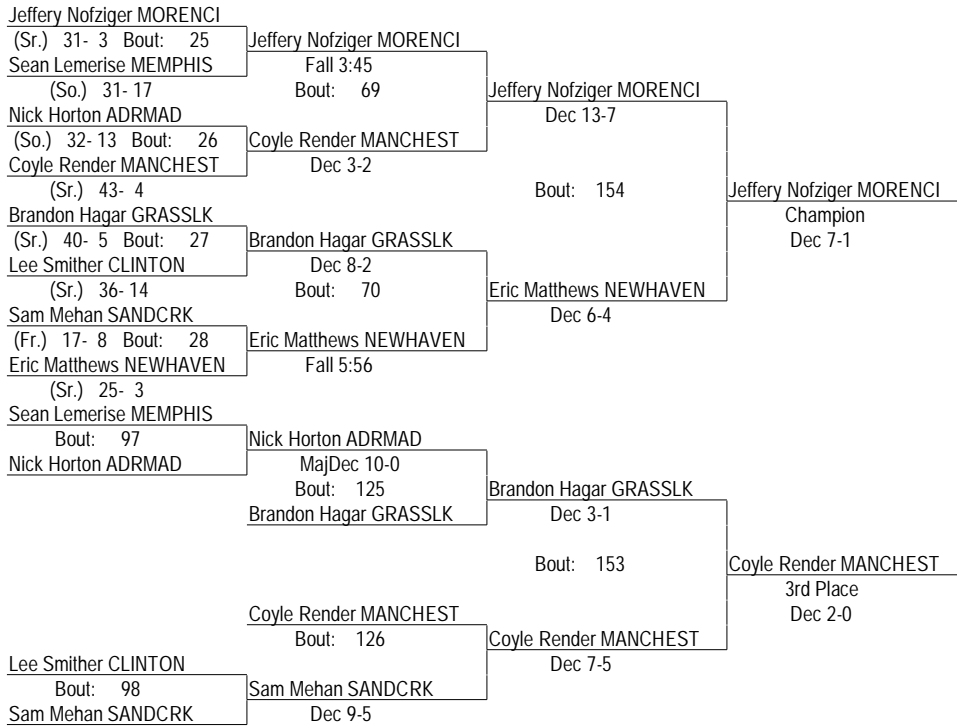 Jeffery Nofziger MORENCI
(Sr.) 31- 3 Bout: 25
Jeffery Nofziger MORENCI
Sean Lemerise MEMPHIS
Fall 3:45
(So.) 31- 17
Bout: 69
Jeffery Nofziger MORENCI
Nick Horton ADRMAD
Dec 13-7
(So.) 32- 13 Bout: 26
Coyle Render MANCHEST
Coyle Render MANCHEST
Dec 3-2
(Sr.) 43- 4
Bout: 154
Jeffery Nofziger MORENCI
Brandon Hagar GRASSLK
Champion
(Sr.) 40- 5 Bout: 27
Brandon Hagar GRASSLK
Dec 7-1
Lee Smither CLINTON
Dec 8-2
(Sr.) 36- 14
Bout: 70
Eric Matthews NEWHAVEN
Sam Mehan SANDCRK
Dec 6-4
(Fr.) 17- 8 Bout: 28
Eric Matthews NEWHAVEN
Eric Matthews NEWHAVEN
Fall 5:56
(Sr.) 25- 3
Sean Lemerise MEMPHIS
Bout: 97
Nick Horton ADRMAD
Nick Horton ADRMAD
MajDec 10-0
Bout: 125
Brandon Hagar GRASSLK
Brandon Hagar GRASSLK
Dec 3-1
Bout: 153
Coyle Render MANCHEST
3rd Place
Coyle Render MANCHEST
Dec 2-0
Bout: 126
Coyle Render MANCHEST
Lee Smither CLINTON
Dec 7-5
Bout: 98
Sam Mehan SANDCRK
Sam Mehan SANDCRK
Dec 9-5